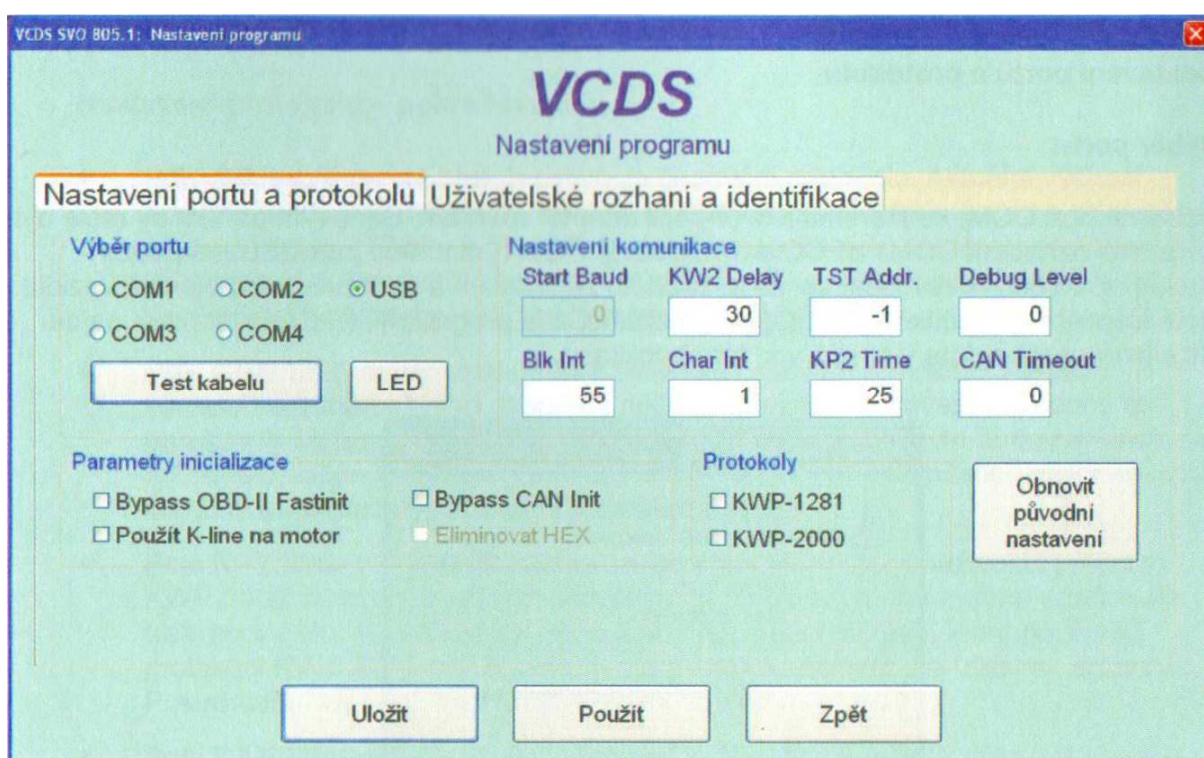 VCDS SVO 805.1: Nastavení programu
VCDS
Nastavení programu
Nastavení portu a protokolu
Uživatelské rozhani a identifikace
Výběr portu
COM1
COM2
USB
COM3
COM4
Test kabelu
LED
Nastavení komunikace
Start Baud
KW2 Delay
TST Addr.
Debug Level
0
30
-1
0
Blk Int
Char Int
KP2 Time
CAN Timeout
55
1
25
0
Parametry inicializace
Bypass OBD-II Fastinit
Bypass CAN Init
Použít K-line na motor
Eliminovat HEX
Protokoly
KWP-1281
KWP-2000
Obnovit
původní
nastavení
Uložit
Použít
Zpět